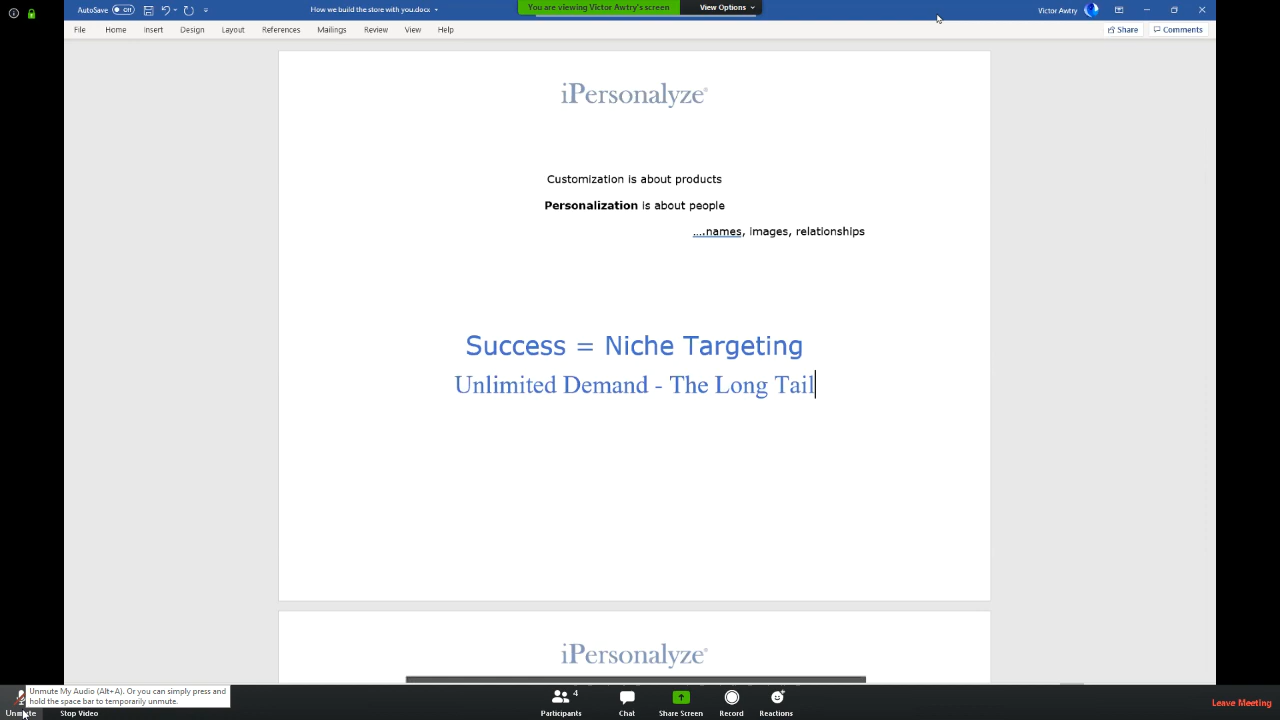 AutoSave Off How we build the store with you.docx You are viewing Victor Awtry's screen View Options Victor Awtry
File Home Insert Design Layout References Mailings Review View Help Share Comments
iPersonalyze®
Customization is about products
Personalization is about people
....names, images, relationships
Success = Niche Targeting
Unlimited Demand - The Long Tail
iPersonalyze®
Unmute My Audio (Alt+A). Or you can simply press and
hold the space bar to temporarily unmute.
4
Unmute Stop Video Participants Chat Share Screen Record Reactions Leave Meeting